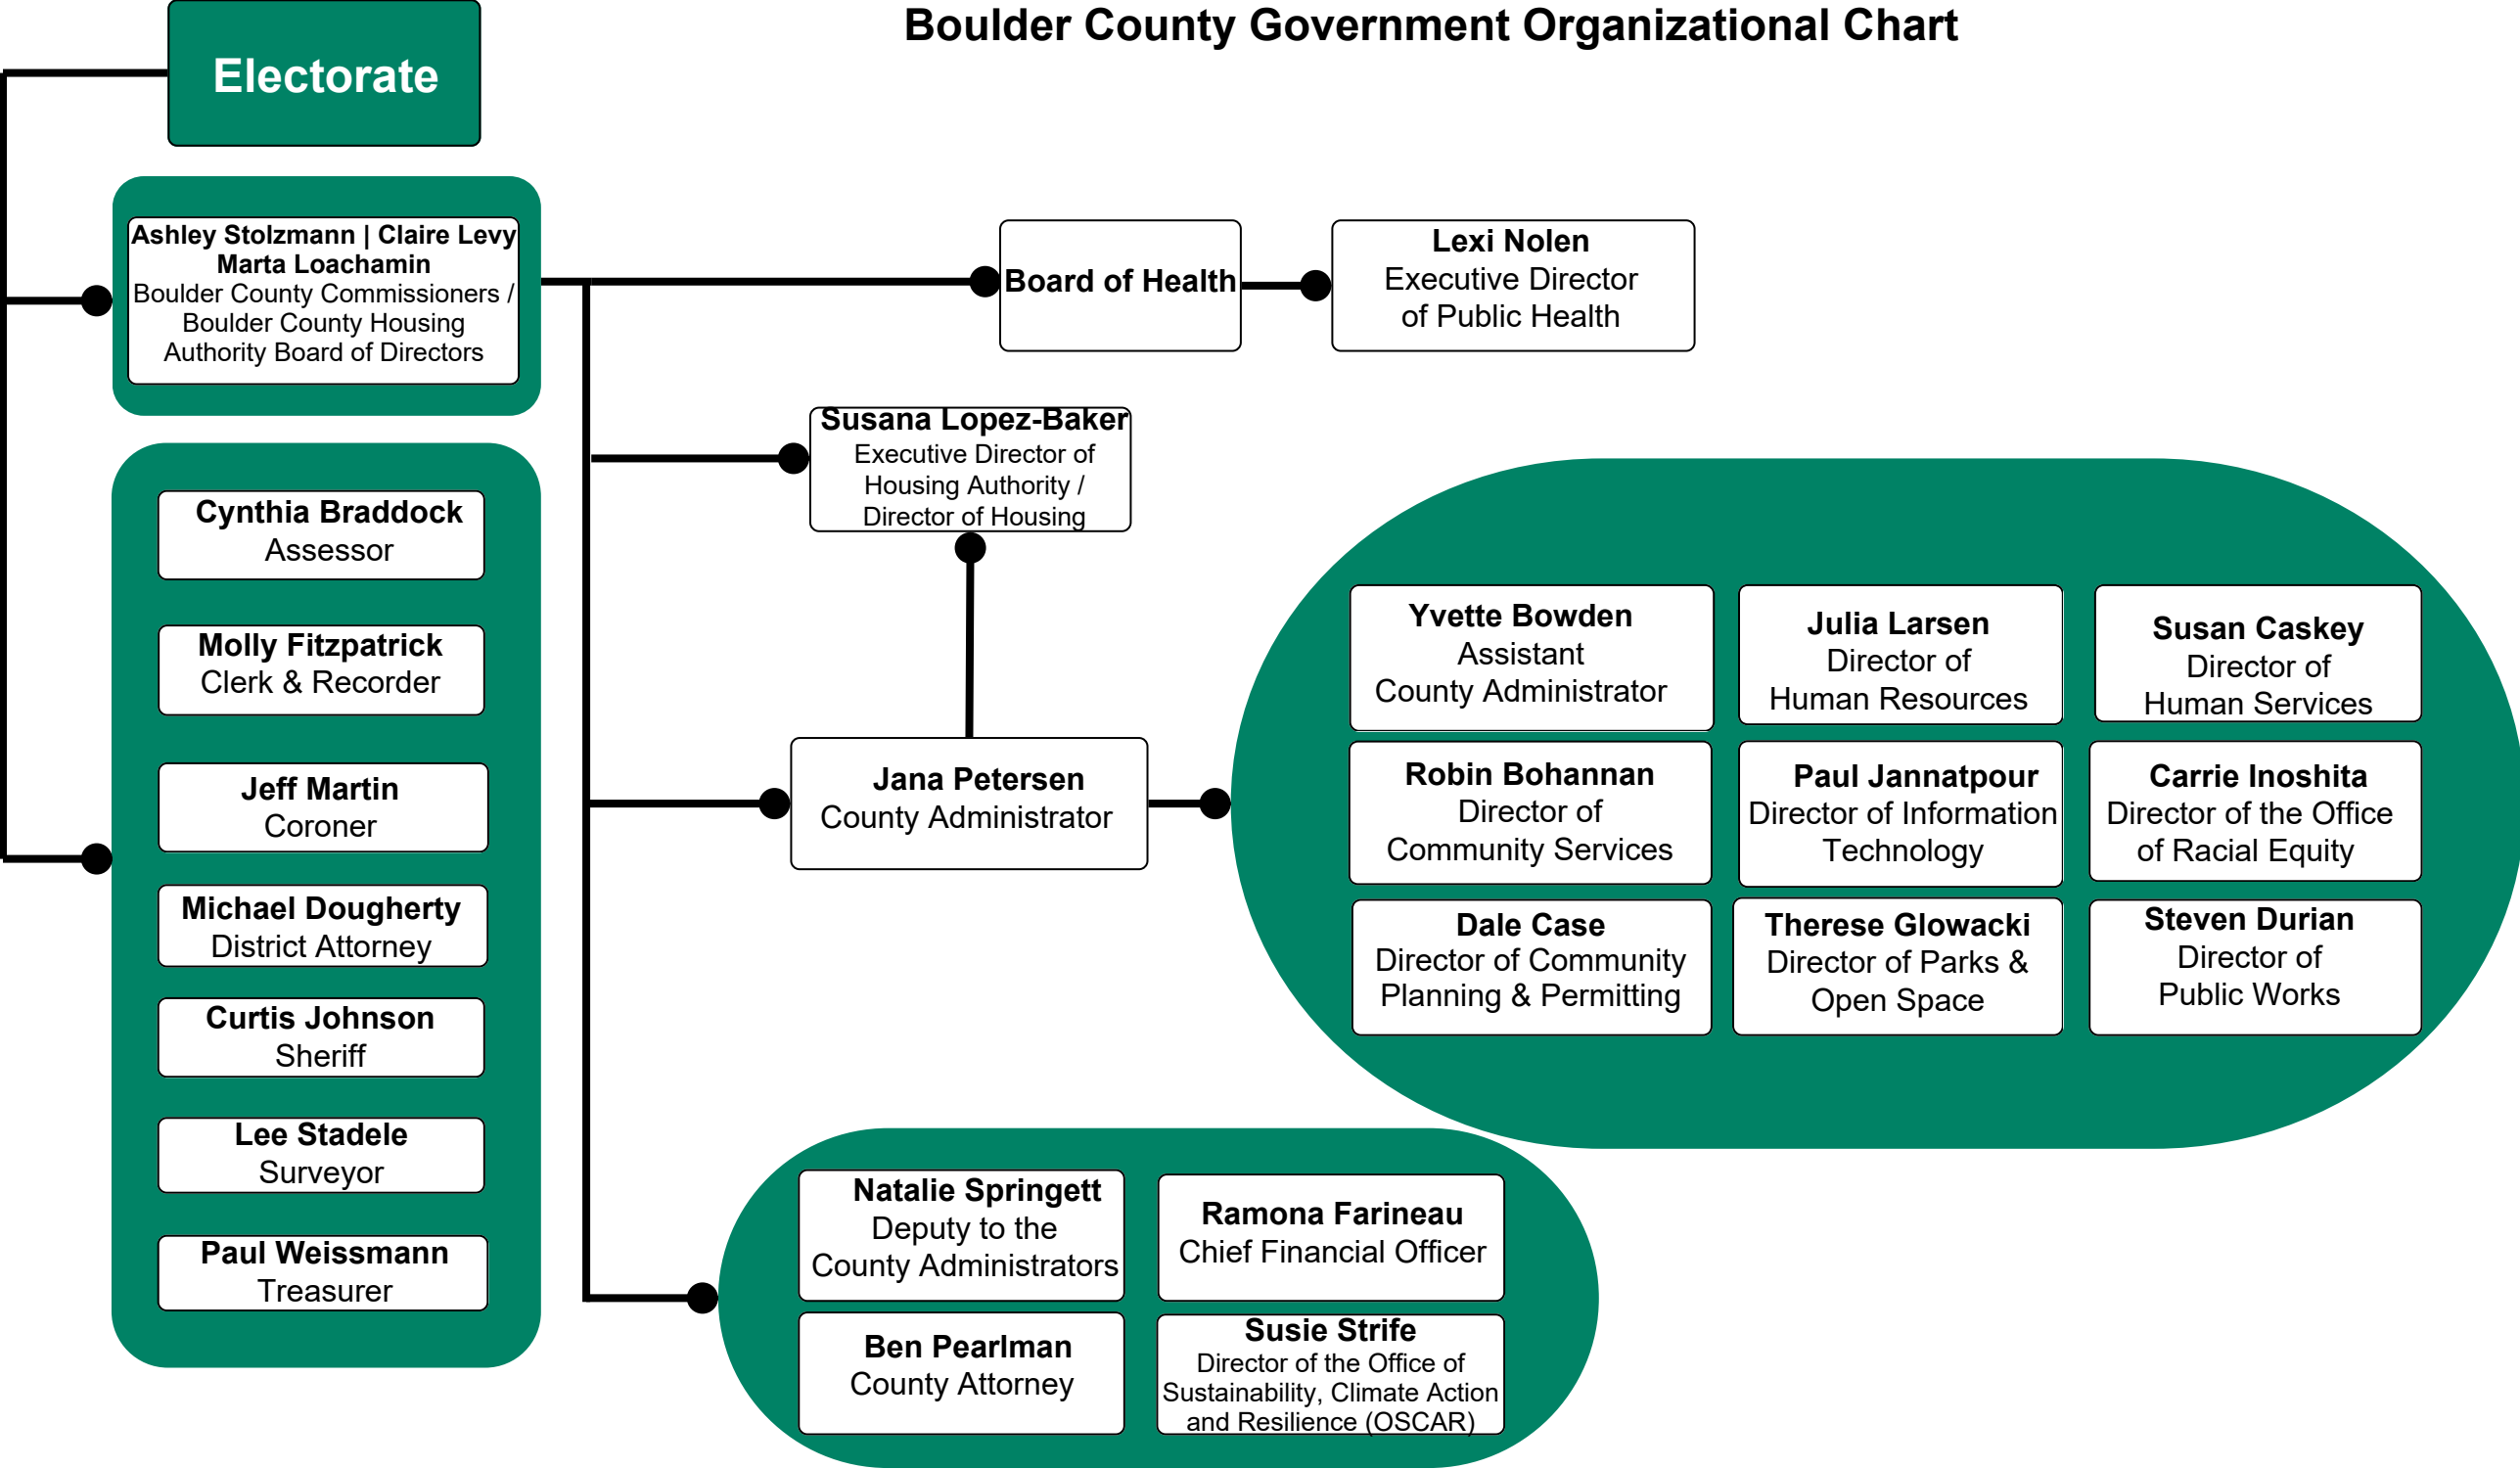 Boulder County Government Organizational Chart
Electorate
Ashley Stolzmann | Claire Levy
Marta Loachamin
Boulder County Commissioners /
Boulder County Housing
Authority Board of Directors
Board of Health
Lexi Nolen
Executive Director
of Public Health
Susana Lopez-Baker
Executive Director of
Housing Authority /
Director of Housing
Cynthia Braddock
Assessor
Molly Fitzpatrick
Clerk & Recorder
Jeff Martin
Coroner
Michael Dougherty
District Attorney
Curtis Johnson
Sheriff
Lee Stadele
Surveyor
Paul Weissmann
Treasurer
Jana Petersen
County Administrator
Yvette Bowden
Assistant
County Administrator
Julia Larsen
Director of
Human Resources
Susan Caskey
Director of
Human Services
Robin Bohannan
Director of
Community Services
Paul Jannatpour
Director of Information
Technology
Carrie Inoshita
Director of the Office
of Racial Equity
Dale Case
Director of Community
Planning & Permitting
Therese Glowacki
Director of Parks &
Open Space
Steven Durian
Director of
Public Works
Natalie Springett
Deputy to the
County Administrators
Ramona Farineau
Chief Financial Officer
Ben Pearlman
County Attorney
Susie Strife
Director of the Office of
Sustainability, Climate Action
and Resilience (OSCAR)